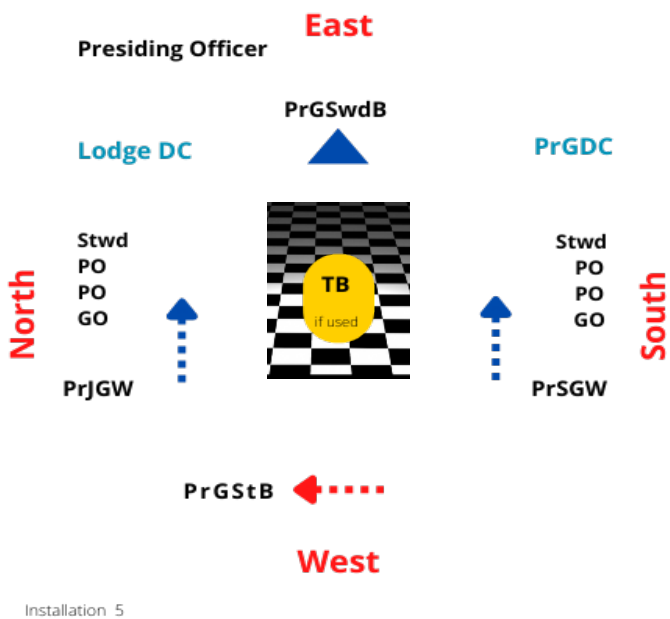 East
Presiding Officer
PrGSwdB
Lodge DC
PrGDC
North
Stwd
PO
PO
GO
PrJGW
TB
if used
Stwd
PO
PO
GO
PrSGW
South
PrGStB
West
Installation 5